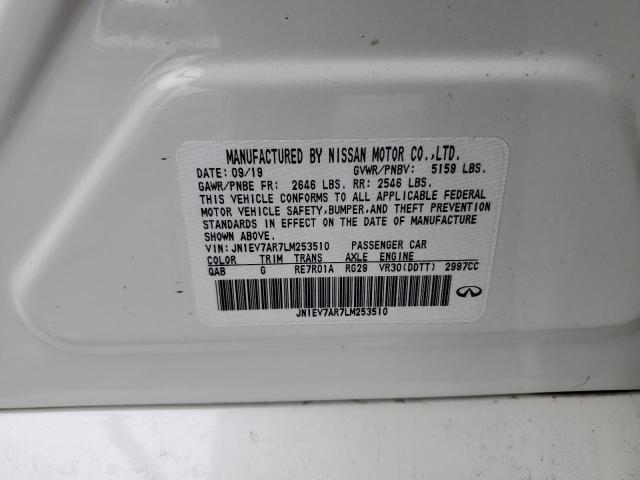 MANUFACTURED BY NISSAN MOTOR CO.,LTD.
DATE: 09/19 GVWR/PNBV: 5159 LBS.
GAWR/PNBE FR: 2646 LBS. RR: 2546 LBS.
THIS VEHICLE CONFORMS TO ALL APPLICABLE FEDERAL
MOTOR VEHICLE SAFETY,BUMPER,AND THEFT PREVENTION
STANDARDS IN EFFECT ON THE DATE OF MANUFACTURE
SHOWN ABOVE.
VIN: JN1EV7AR7LM253510 PASSENGER CAR
COLOR TRIM TRANS AXLE ENGINE
QAB G RE7R01A RG29 VR30(DDTT) 2997CC
JN1EV7AR7LM253510